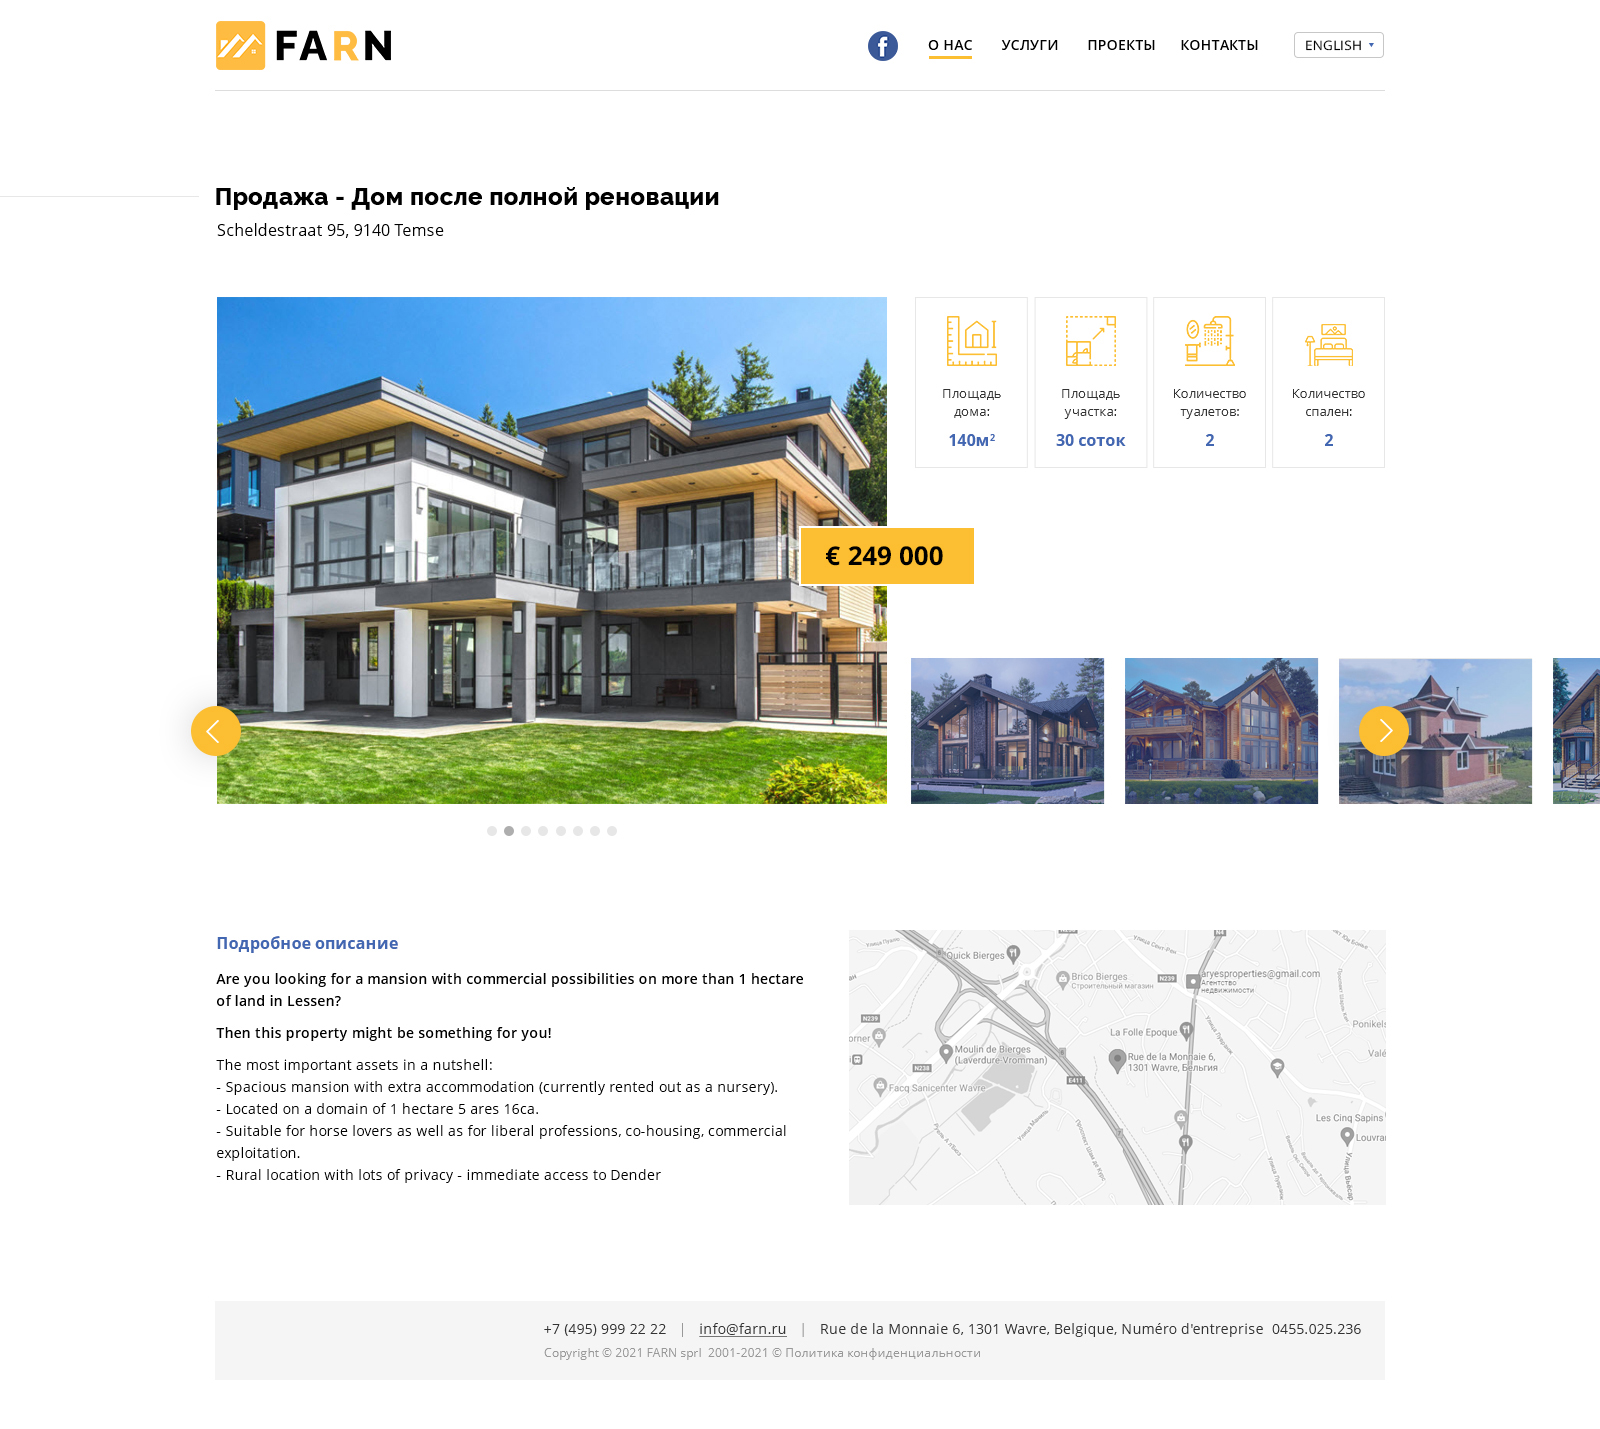 FARN
О НАС УСЛУГИ ПРОЕКТЫ КОНТАКТЫ ENGLISH
Продажа - Дом после полной реновации
Scheldestraat 95, 9140 Temse
Площадь
дома:
140м²
Площадь
участка:
30 соток
Количество
туалетов:
2
Количество
спален:
2
€ 249 000
Подробное описание
Are you looking for a mansion with commercial possibilities on more than 1 hectare
of land in Lessen?
Then this property might be something for you!
The most important assets in a nutshell:
- Spacious mansion with extra accommodation (currently rented out as a nursery).
- Located on a domain of 1 hectare 5 ares 16ca.
- Suitable for horse lovers as well as for liberal professions, co-housing, commercial
exploitation.
- Rural location with lots of privacy - immediate access to Dender
Quick Bierges
Brico Bierges
Строительный магазин
N239
aryesproperties@gmail.com
Агентство
недвижимости
N239
La Folle Epoque
Ponikels
Moulin de Bierges
(Laverdure-Vromman)
Rue de la Monnaie 6,
1301 Wavre, Бельгия
N238
E411
Facq Sanicenter Wavre
Les Cinq Sapins
Louvran
+7 (495) 999 22 22 | info@farn.ru | Rue de la Monnaie 6, 1301 Wavre, Belgique, Numéro d'entreprise 0455.025.236
Copyright © 2021 FARN sprl 2001-2021 © Политика конфиденциальности